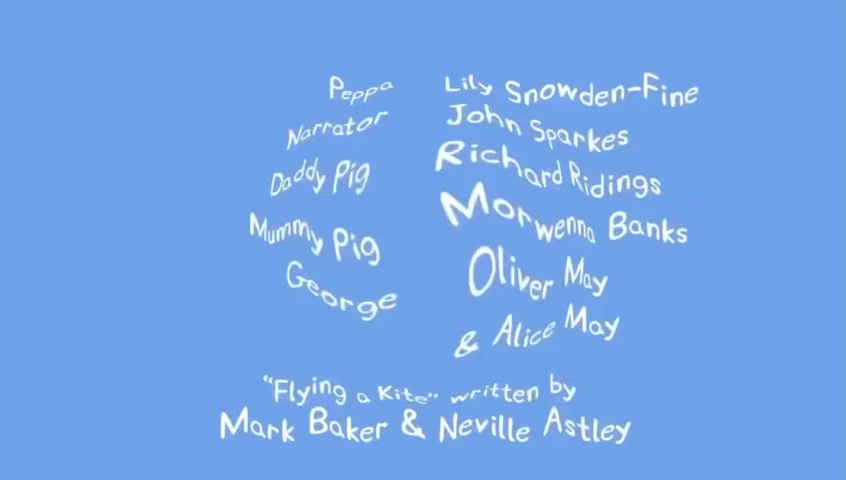 Peppa Lily Snowden-Fine
Narrator John Sparkes
Daddy Pig Richard Ridings
Mummy Pig Morwenna Banks
George Oliver May
& Alice May
"Flying a Kite" written by
Mark Baker & Neville Astley